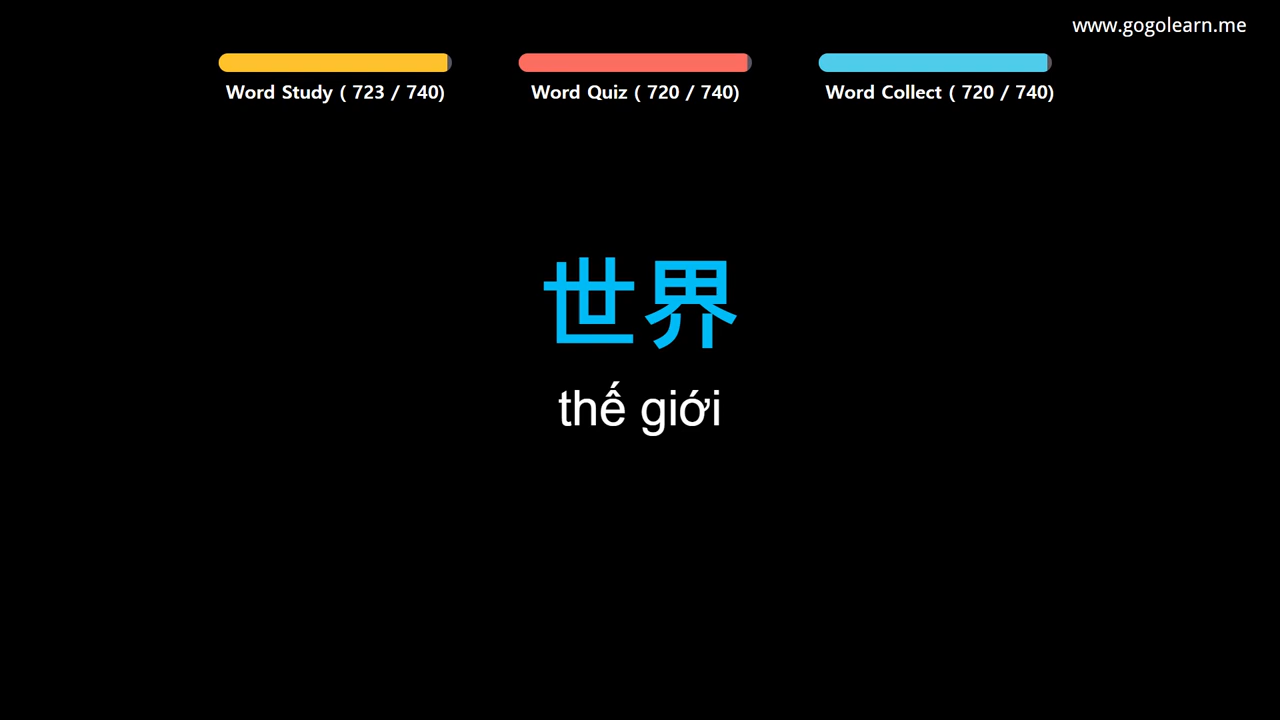 www.gogolearn.me
Word Study ( 723 / 740)
Word Quiz ( 720 / 740)
Word Collect ( 720 / 740)
世界
thế giới